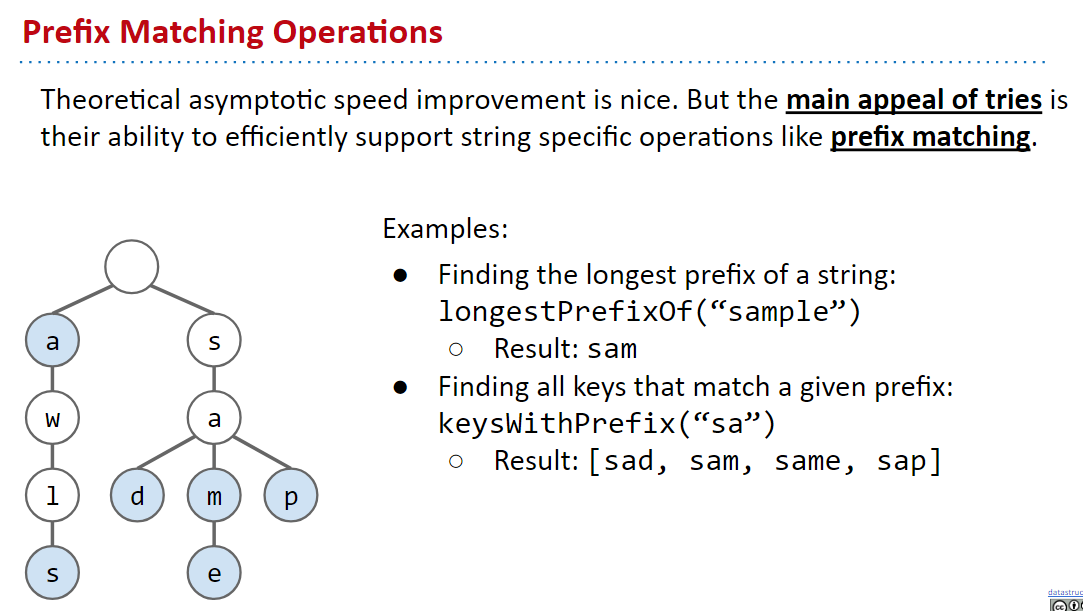 Prefix Matching Operations
Theoretical asymptotic speed improvement is nice. But the main appeal of tries is
their ability to efficiently support string specific operations like prefix matching.
Examples:
● Finding the longest prefix of a string:
longestPrefixOf(“sample”)
○ Result: sam
● Finding all keys that match a given prefix:
keysWithPrefix(“sa”)
○ Result: [sad, sam, same, sap]
a s
w a
l d m p
s e
datastruc
cc